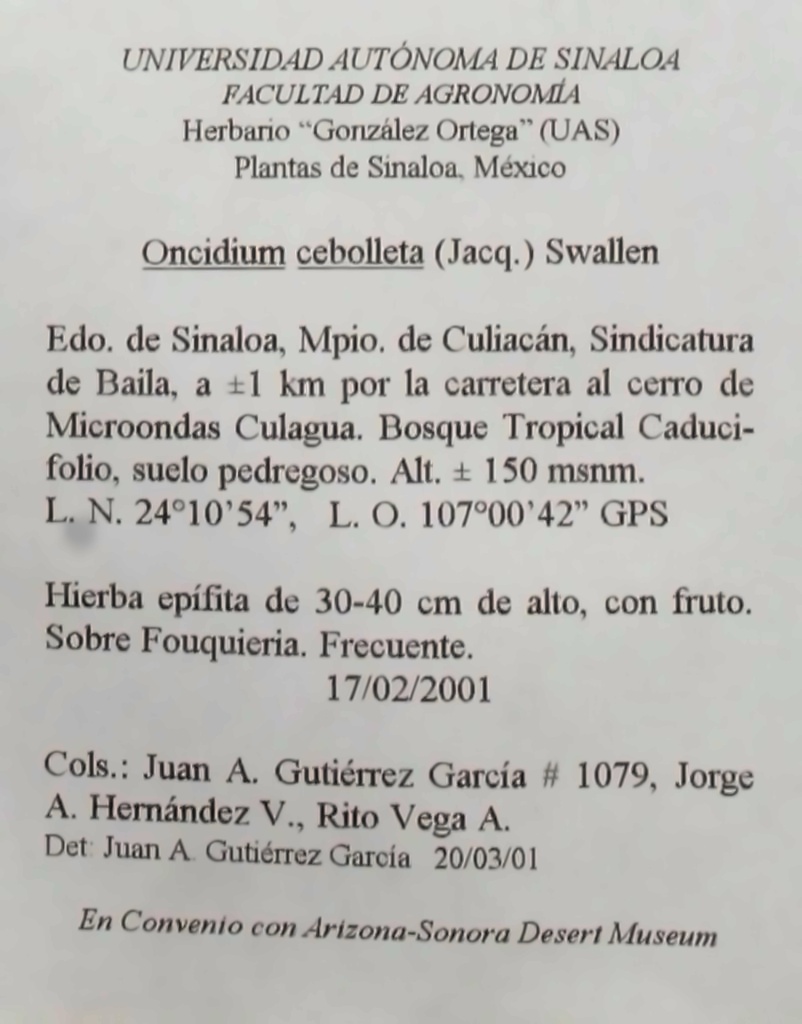 UNIVERSIDAD AUTÓNOMA DE SINALOA
FACULTAD DE AGRONOMÍA
Herbario “González Ortega” (UAS)
Plantas de Sinaloa, México
Oncidium cebolleta (Jacq.) Swallen
Edo. de Sinaloa, Mpio. de Culiacán, Sindicatura
de Baila, a ±1 km por la carretera al cerro de
Microondas Culagua. Bosque Tropical Caduci-
folio, suelo pedregoso. Alt. ± 150 msnm.
L. N. 24°10’54”, L. O. 107°00’42” GPS
Hierba epífita de 30-40 cm de alto, con fruto.
Sobre Fouquieria. Frecuente.
17/02/2001
Cols.: Juan A. Gutiérrez García # 1079, Jorge
A. Hernández V., Rito Vega A.
Det: Juan A. Gutiérrez García 20/03/01
En Convenio con Arizona-Sonora Desert Museum